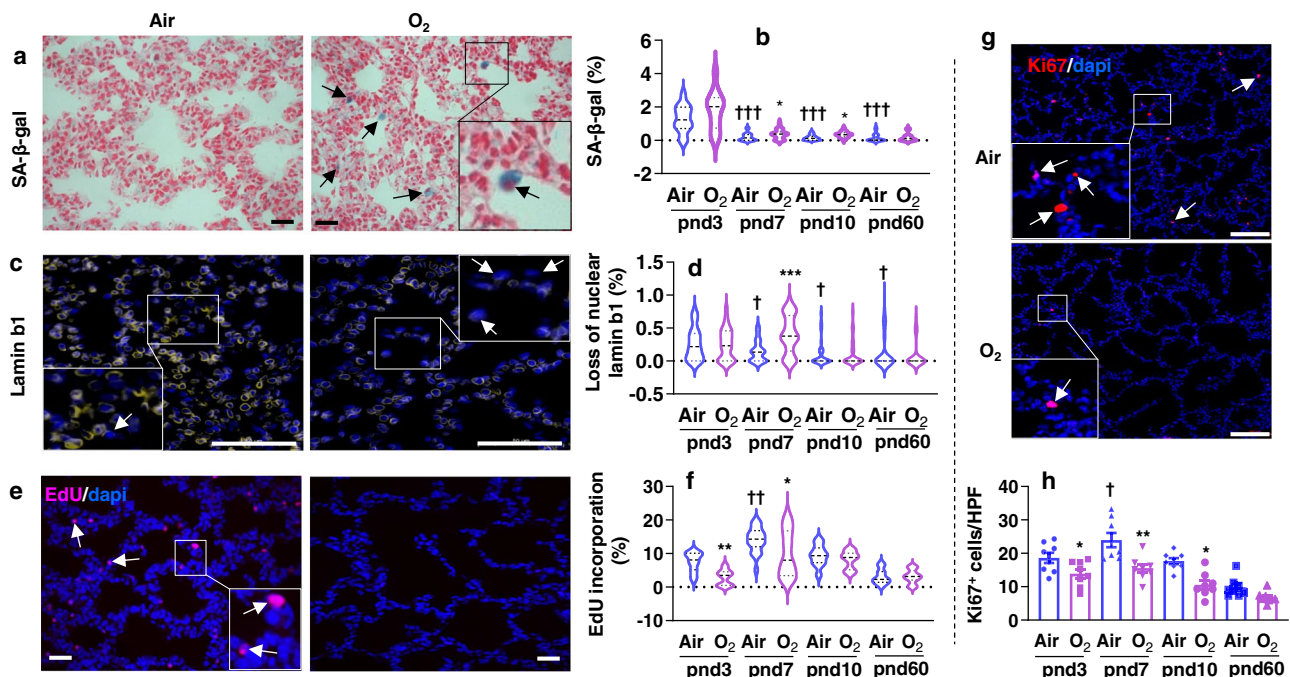 Air
O2
a
SA-β-gal
b
SA-β-gal (%)
6
4
2
0
-2
††† * ††† * †††
Air O2 Air O2 Air O2 Air O2
pnd3 pnd7 pnd10 pnd60
c
Lamin b1
d
Loss of nuclear
lamin b1 (%)
1.5
1.0
0.5
0.0
-0.5
† *** † †
Air O2 Air O2 Air O2 Air O2
pnd3 pnd7 pnd10 pnd60
e
EdU/dapi
f
EdU incorporation
(%)
30
20
10
0
-10
** †† *
Air O2 Air O2 Air O2 Air O2
pnd3 pnd7 pnd10 pnd60
g
Ki67/dapi
Air
O2
h
Ki67+ cells/HPF
40
30
20
10
0
* † ** *
Air O2 Air O2 Air O2 Air O2
pnd3 pnd7 pnd10 pnd60